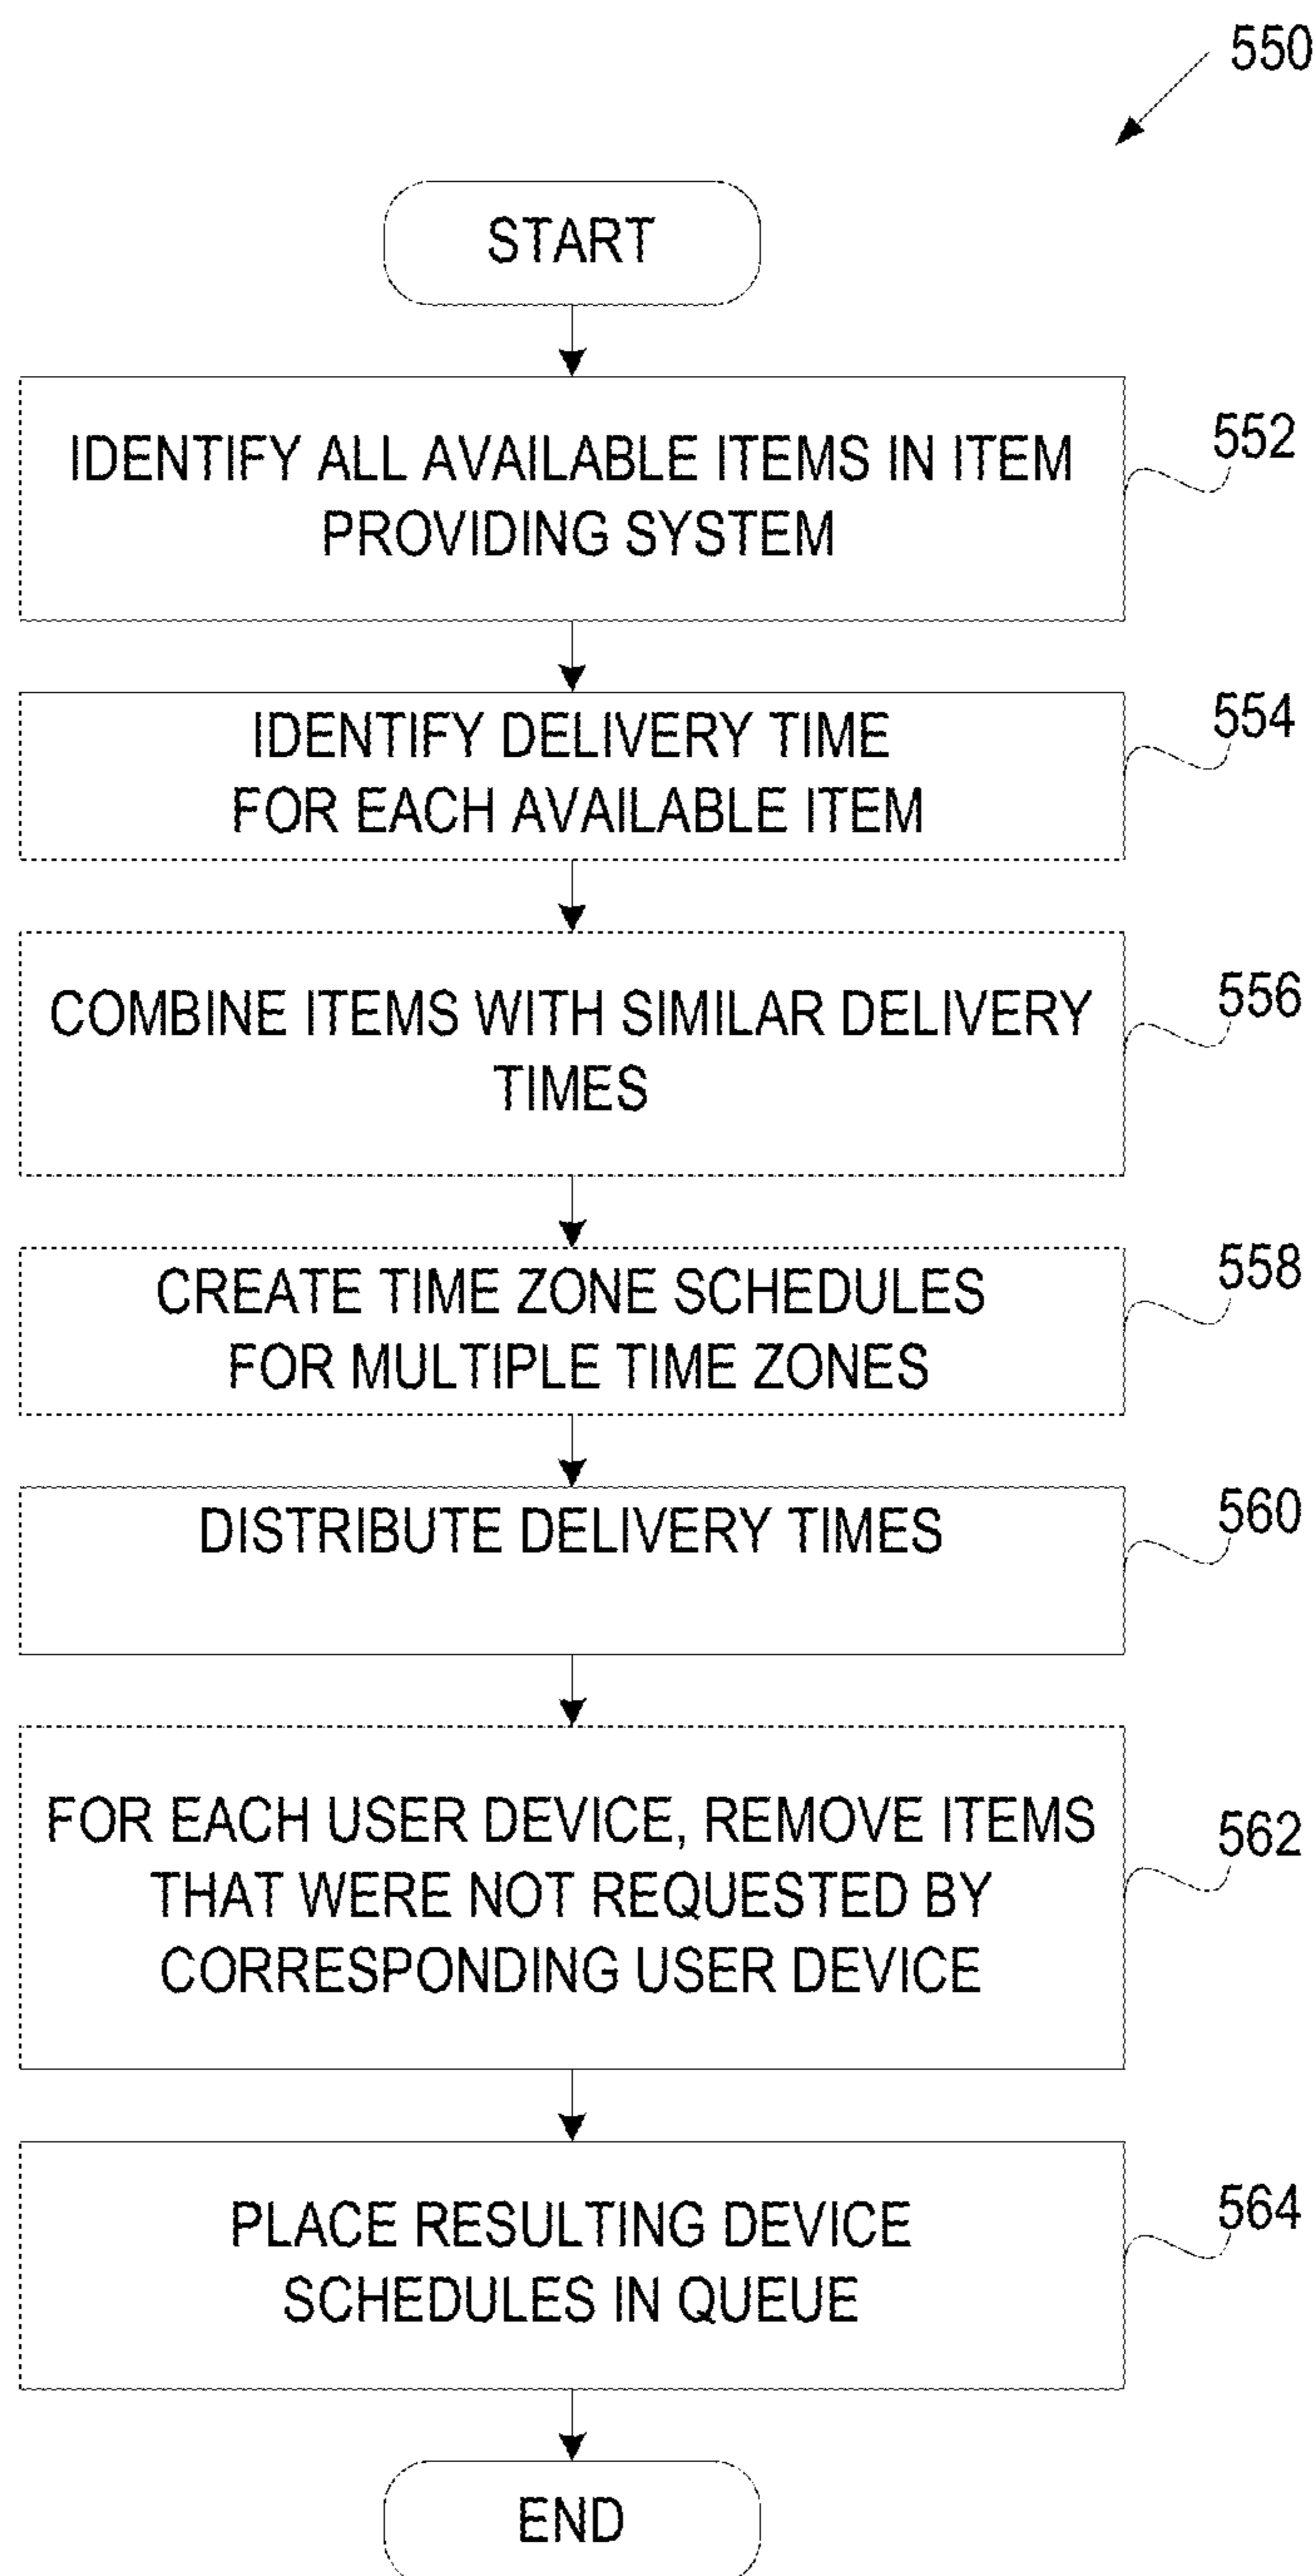 550
START
IDENTIFY ALL AVAILABLE ITEMS IN ITEM
PROVIDING SYSTEM
552
IDENTIFY DELIVERY TIME
FOR EACH AVAILABLE ITEM
554
COMBINE ITEMS WITH SIMILAR DELIVERY
TIMES
556
CREATE TIME ZONE SCHEDULES
FOR MULTIPLE TIME ZONES
558
DISTRIBUTE DELIVERY TIMES
560
FOR EACH USER DEVICE, REMOVE ITEMS
THAT WERE NOT REQUESTED BY
CORRESPONDING USER DEVICE
562
PLACE RESULTING DEVICE
SCHEDULES IN QUEUE
564
END